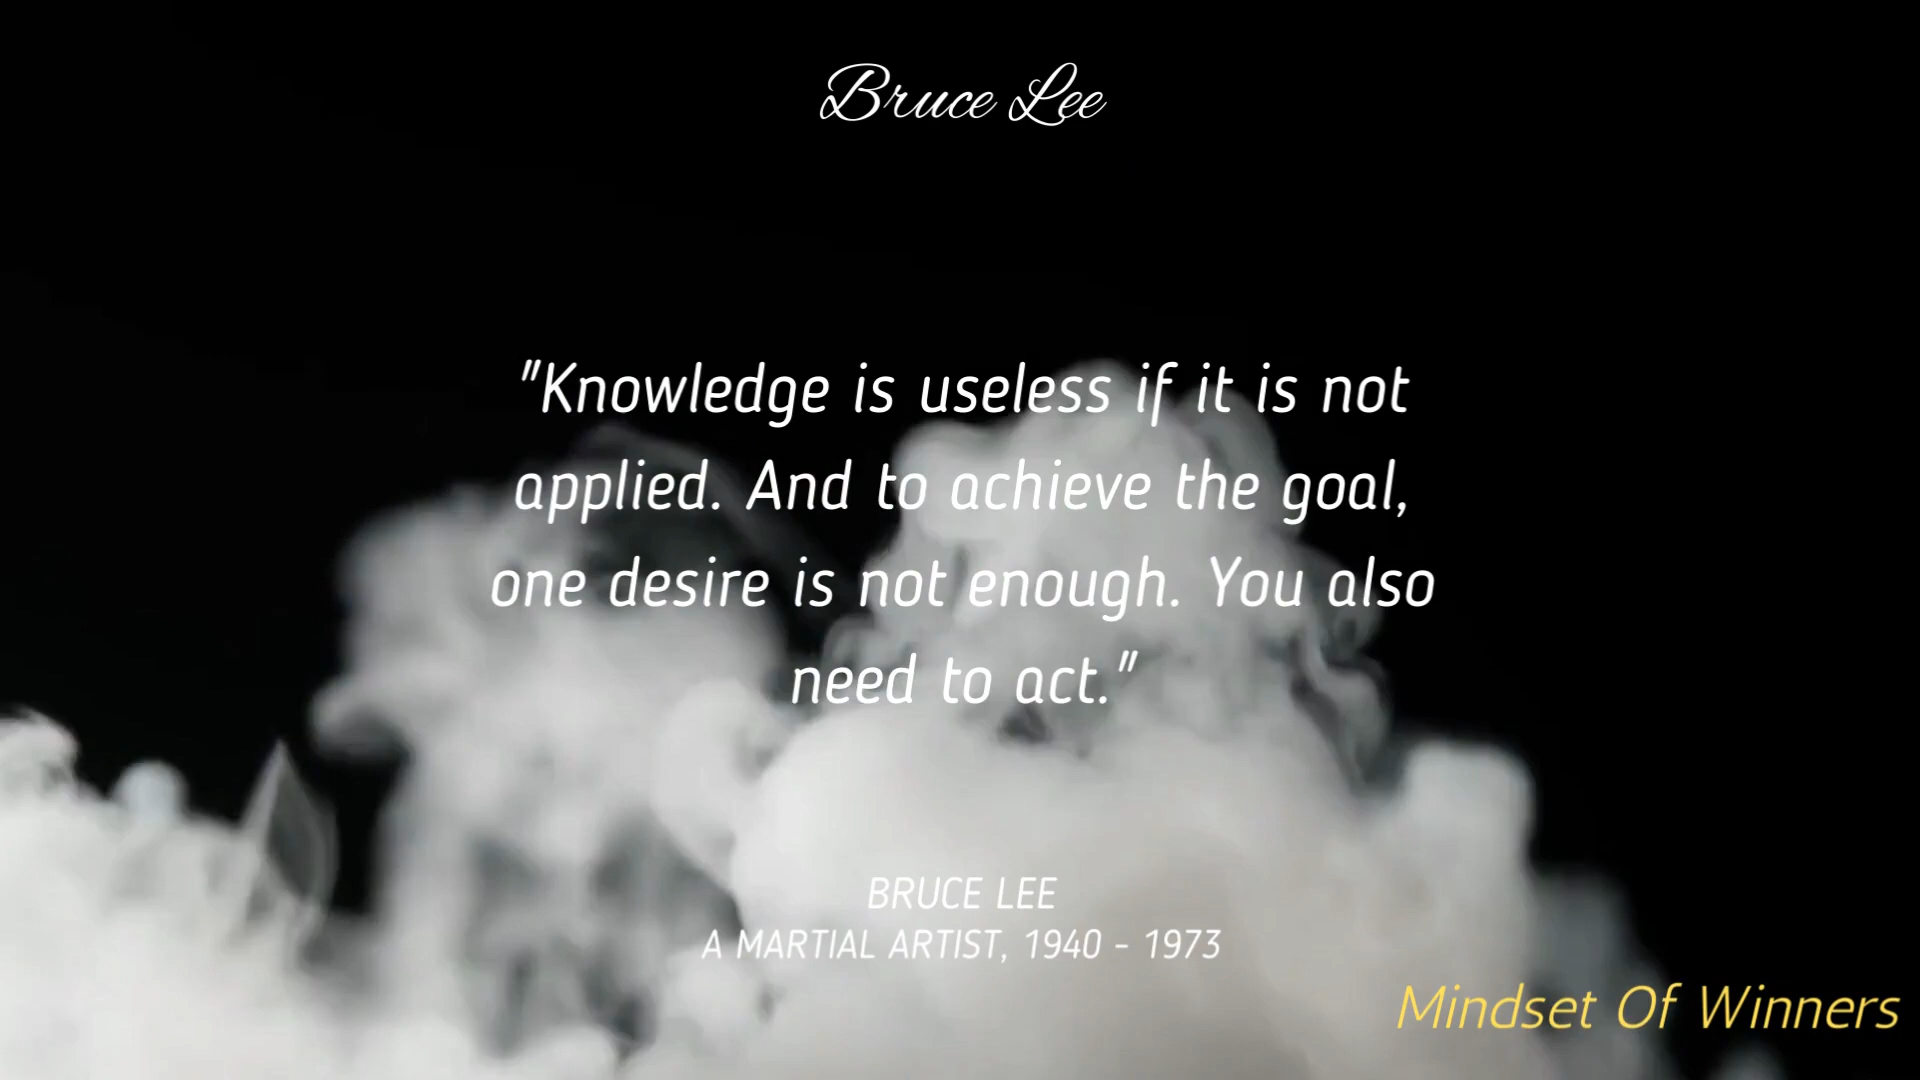 Bruce Lee
"Knowledge is useless if it is not
applied. And to achieve the goal,
one desire is not enough. You also
need to act."
BRUCE LEE
A MARTIAL ARTIST, 1940 - 1973
Mindset Of Winners